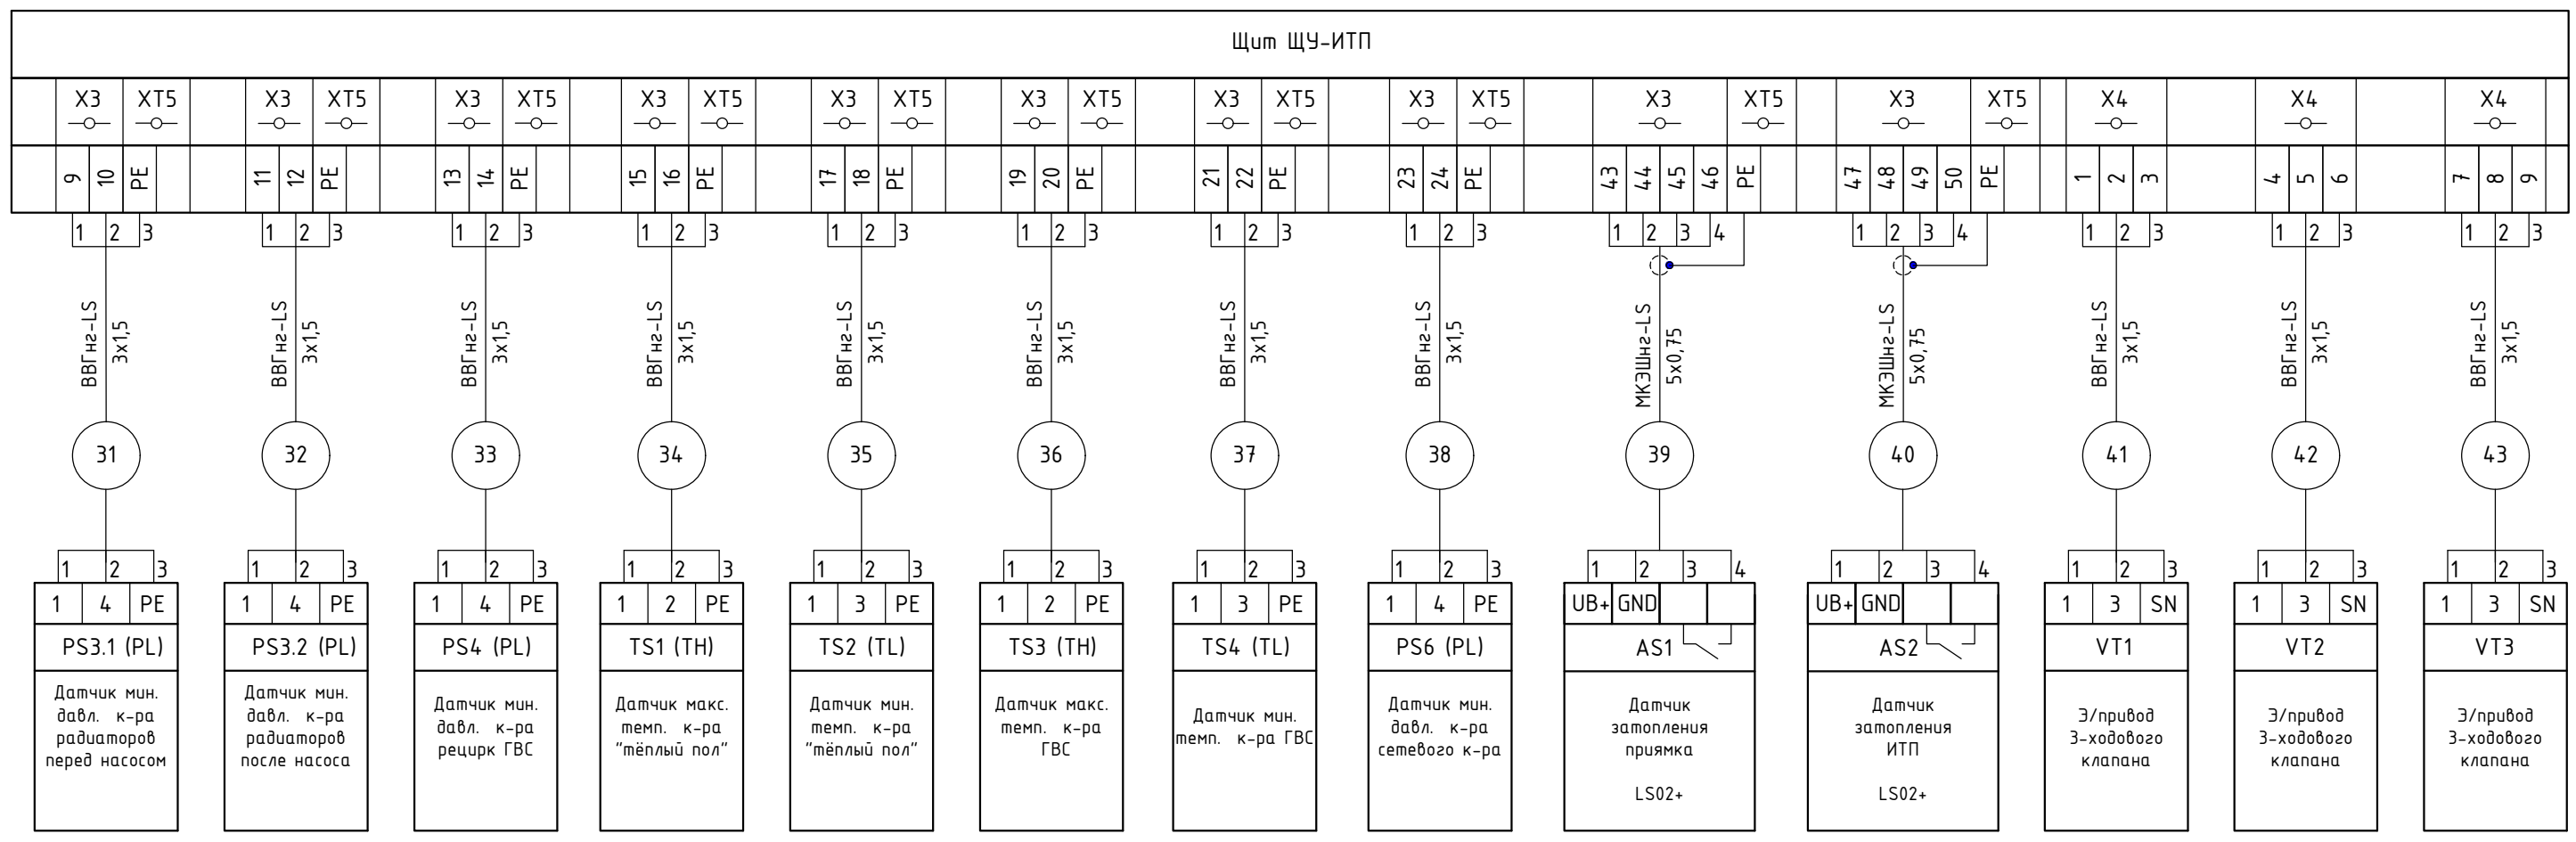 Щит ЩУ-ИТП
X3 XT5 X3 XT5 X3 XT5 X3 XT5 X3 XT5 X3 XT5 X3 XT5 X3 XT5 X3 XT5 X3 XT5 X4 X4 X4
9 10 PE 11 12 PE 13 14 PE 15 16 PE 17 18 PE 19 20 PE 21 22 PE 23 24 PE 43 44 45 46 PE 47 48 49 50 PE 1 2 3 4 5 6 7 8 9
1 2 3 1 2 3 1 2 3 1 2 3 1 2 3 1 2 3 1 2 3 1 2 3 1 2 3 4 1 2 3 4 1 2 3 1 2 3 1 2 3
ВВГнг-LS
3x1,5
ВВГнг-LS
3x1,5
ВВГнг-LS
3x1,5
ВВГнг-LS
3x1,5
ВВГнг-LS
3x1,5
ВВГнг-LS
3x1,5
ВВГнг-LS
3x1,5
ВВГнг-LS
3x1,5
МКЭШнг-LS
5x0,75
МКЭШнг-LS
5x0,75
ВВГнг-LS
3x1,5
ВВГнг-LS
3x1,5
ВВГнг-LS
3x1,5
31 32 33 34 35 36 37 38 39 40 41 42 43
1 2 3 1 2 3 1 2 3 1 2 3 1 2 3 1 2 3 1 2 3 1 2 3 1 2 3 4 1 2 3 4 1 2 3 1 2 3 1 2 3
1 4 PE 1 4 PE 1 4 PE 1 2 PE 1 3 PE 1 2 PE 1 3 PE 1 4 PE UB+ GND UB+ GND 1 3 SN 1 3 SN 1 3 SN
PS3.1 (PL) PS3.2 (PL) PS4 (PL) TS1 (TH) TS2 (TL) TS3 (TH) TS4 (TL) PS6 (PL) AS1 AS2 VT1 VT2 VT3
Датчик мин.
давл. к-ра
радиаторов
перед насосом
Датчик мин.
давл. к-ра
радиаторов
после насоса
Датчик мин.
давл. к-ра
рецирк ГВС
Датчик макс.
темп. к-ра
"тёплый пол"
Датчик мин.
темп. к-ра
"тёплый пол"
Датчик макс.
темп. к-ра
ГВС
Датчик мин.
темп. к-ра ГВС
Датчик мин.
давл. к-ра
сетевого к-ра
Датчик
затопления
приямка
LS02+
Датчик
затопления
ИТП
LS02+
Э/привод
3-ходового
клапана
Э/привод
3-ходового
клапана
Э/привод
3-ходового
клапана